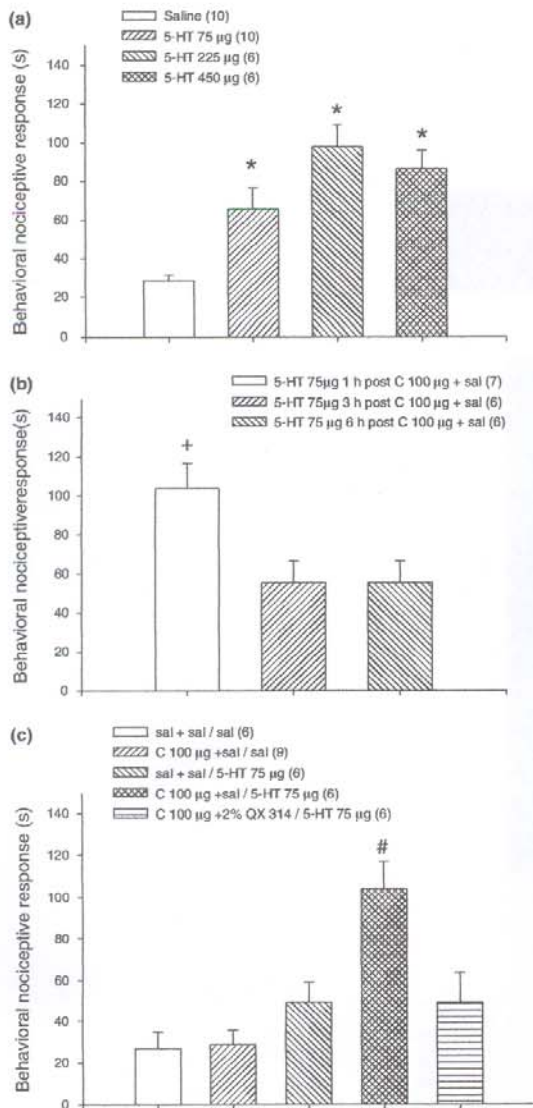 (a)
Saline (10)
5-HT 75 µg (10)
5-HT 225 µg (6)
5-HT 450 µg (6)
Behavioral nociceptive response (s)
140
120
100
80
60
40
20
0
*
*
*
(b)
5-HT 75µg 1 h post C 100 µg + sal (7)
5-HT 75µg 3 h post C 100 µg + sal (6)
5-HT 75 µg 6 h post C 100 µg + sal (6)
Behavioral nociceptiveresponse(s)
140
120
100
80
60
40
20
0
+
(c)
sal + sal / sal (6)
C 100 µg +sal / sal (9)
sal + sal / 5-HT 75 µg (6)
C 100 µg +sal / 5-HT 75 µg (6)
C 100 µg +2% QX 314 / 5-HT 75 µg (6)
Behavioral nociceptive response (s)
140
120
100
80
60
40
20
0
#